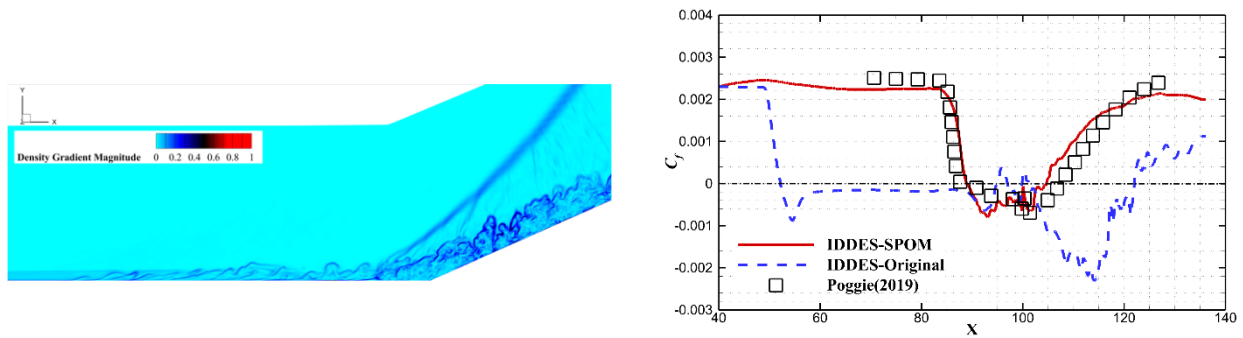 Y
Z
X
Density Gradient Magnitude 0 0.2 0.4 0.6 0.8 1
0.004
0.003
0.002
0.001
0
-0.001
-0.002
-0.003
C_f
IDDES-SPOM
IDDES-Original
Poggie(2019)
40 60 80 100 120 140
X